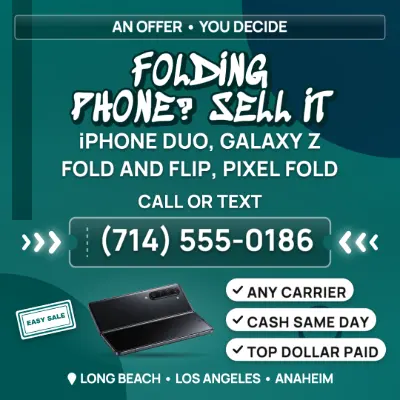 AN OFFER • YOU DECIDE
FOLDING
PHONE? SELL IT
iPHONE DUO, GALAXY Z
FOLD AND FLIP, PIXEL FOLD
CALL OR TEXT
(714) 555-0186
EASY SALE
ANY CARRIER
CASH SAME DAY
TOP DOLLAR PAID
LONG BEACH • LOS ANGELES • ANAHEIM